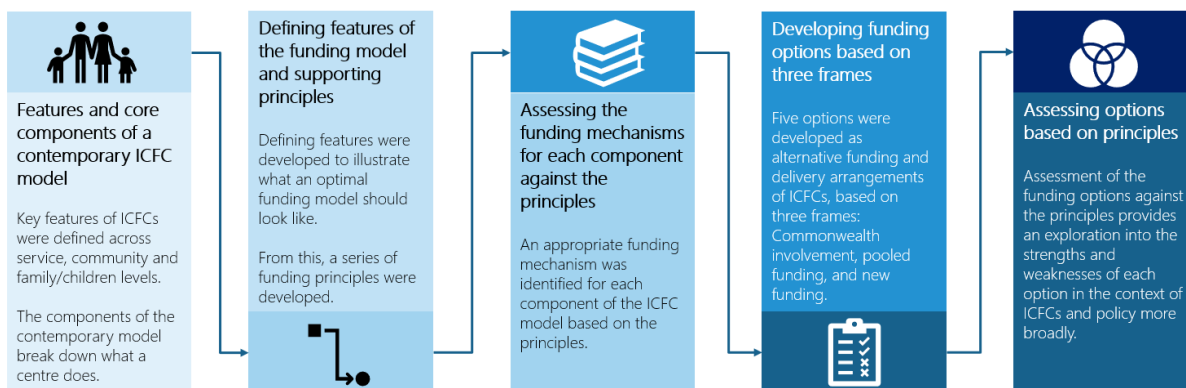 Features and core
components of a
contemporary ICFC
model
Key features of ICFCs
were defined across
service, community and
family/children levels.
The components of the
contemporary model
break down what a
centre does.
Defining features of
the funding model
and supporting
principles
Defining features were
developed to illustrate
what an optimal
funding model should
look like.
From this, a series of
funding principles were
developed.
Assessing the
funding mechanisms
for each component
against the
principles
An appropriate funding
mechanism was
identified for each
component of the ICFC
model based on the
principles.
Developing funding
options based on
three frames
Five options were
developed as
alternative funding and
delivery arrangements
of ICFCs, based on
three frames:
Commonwealth
involvement, pooled
funding, and new
funding.
Assessing options
based on principles
Assessment of the
funding options against
the principles provides
an exploration into the
strengths and
weaknesses of each
option in the context of
ICFCs and policy more
broadly.